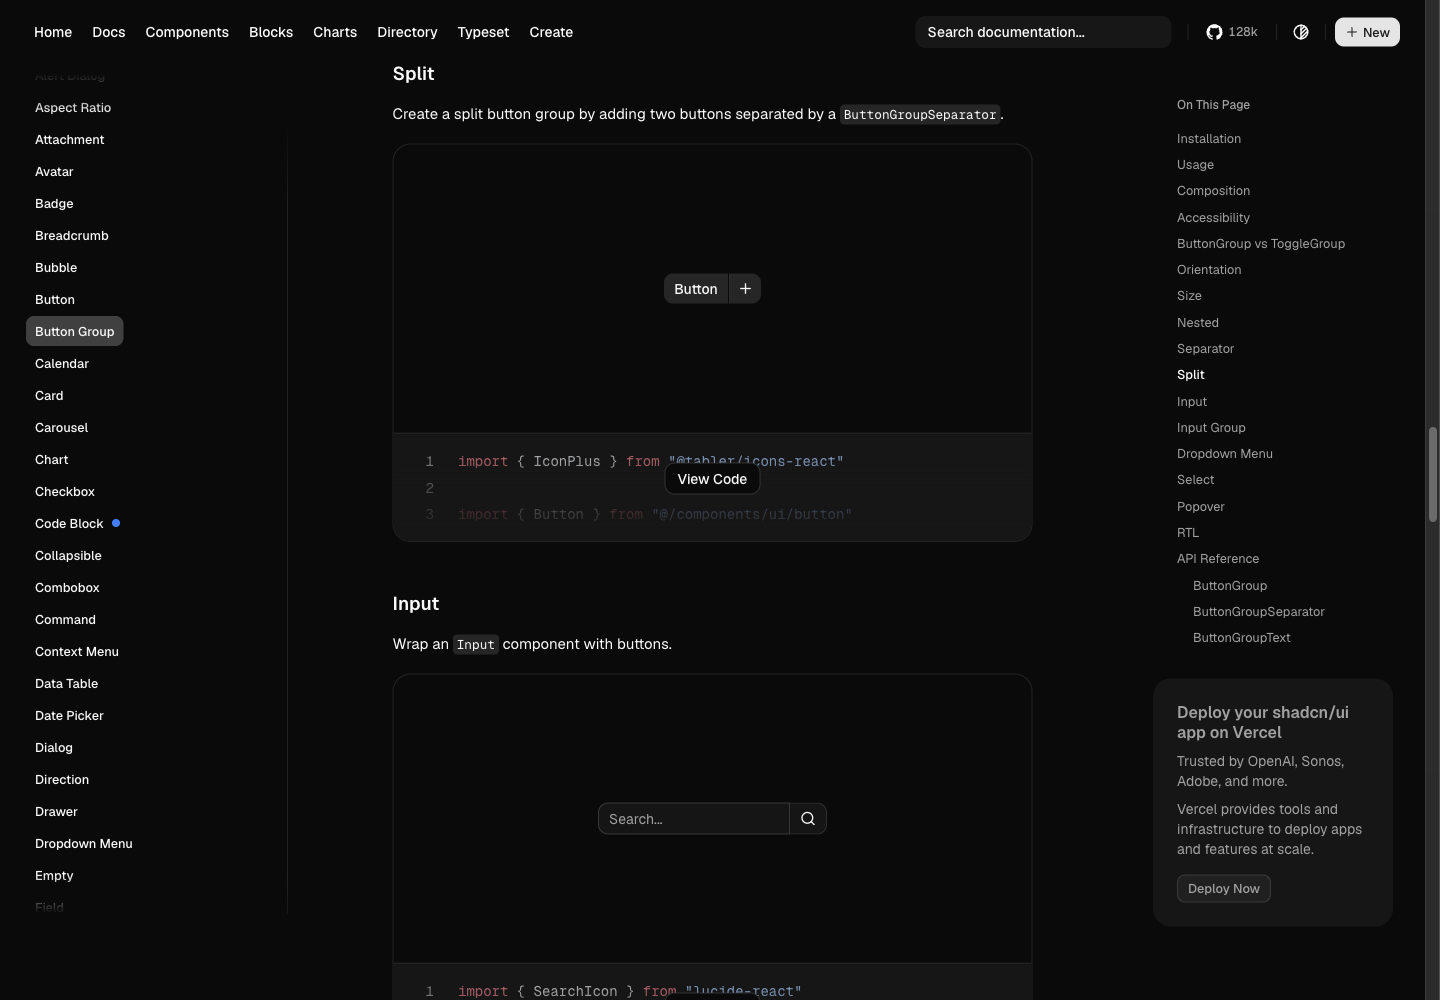 Home Docs Components Blocks Charts Directory Typeset Create
Search documentation...
128k
New
Alert Dialog
Aspect Ratio
Attachment
Avatar
Badge
Breadcrumb
Bubble
Button
Button Group
Calendar
Card
Carousel
Chart
Checkbox
Code Block
Collapsible
Combobox
Command
Context Menu
Data Table
Date Picker
Dialog
Direction
Drawer
Dropdown Menu
Empty
Field
Split
Create a split button group by adding two buttons separated by a ButtonGroupSeparator.
Button
1 import { IconPlus } from "@tabler/icons-react"
View Code
2
3 import { Button } from "@/components/ui/button"
Input
Wrap an Input component with buttons.
Search...
1 import { SearchIcon } from "lucide-react"
On This Page
Installation
Usage
Composition
Accessibility
ButtonGroup vs ToggleGroup
Orientation
Size
Nested
Separator
Split
Input
Input Group
Dropdown Menu
Select
Popover
RTL
API Reference
ButtonGroup
ButtonGroupSeparator
ButtonGroupText
Deploy your shadcn/ui
app on Vercel
Trusted by OpenAI, Sonos,
Adobe, and more.
Vercel provides tools and
infrastructure to deploy apps
and features at scale.
Deploy Now